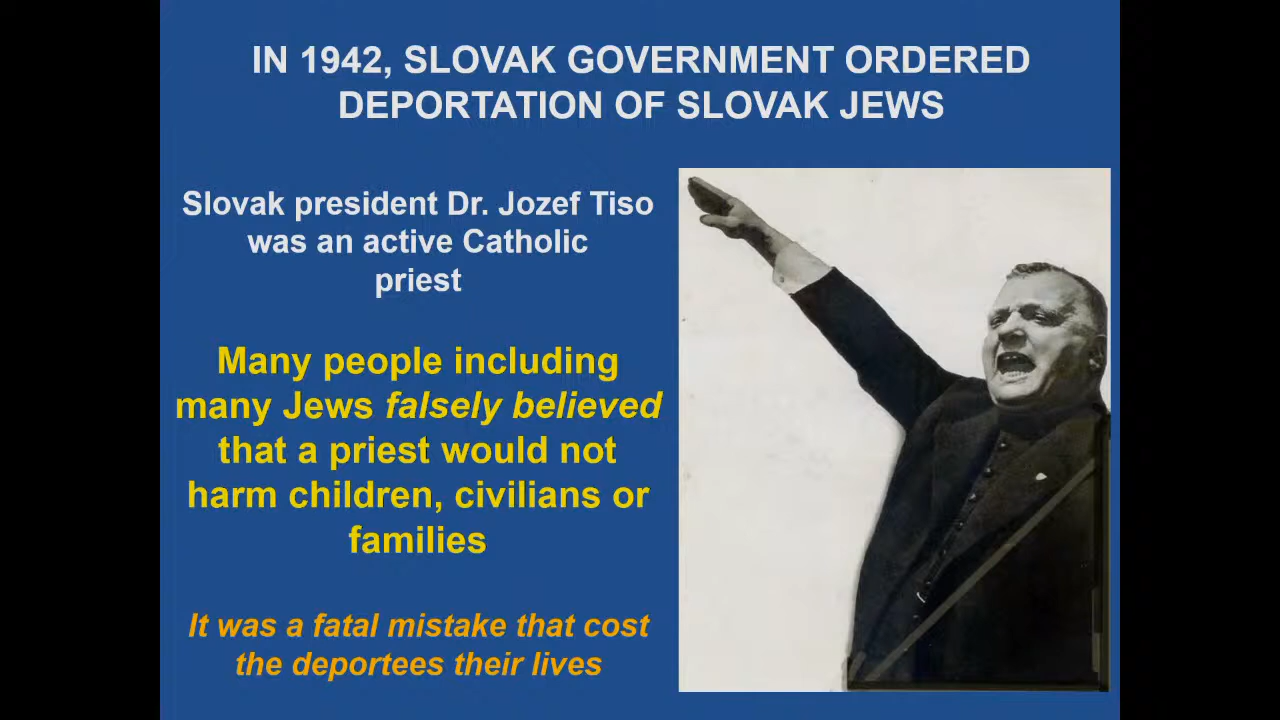 IN 1942, SLOVAK GOVERNMENT ORDERED
DEPORTATION OF SLOVAK JEWS
Slovak president Dr. Jozef Tiso
was an active Catholic
priest
Many people including
many Jews falsely believed
that a priest would not
harm children, civilians or
families
It was a fatal mistake that cost
the deportees their lives